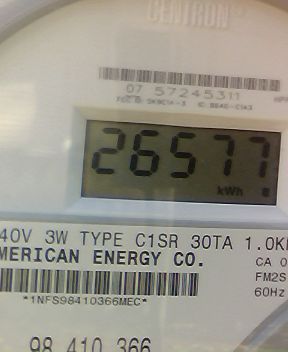 CENTRON
07 57245311
26577
kWh
40V 3W TYPE C1SR 30TA 1.0K
MERICAN ENERGY CO.
CA 0
FM2S
60Hz
*1NFS98410366MEC*
98 410 366